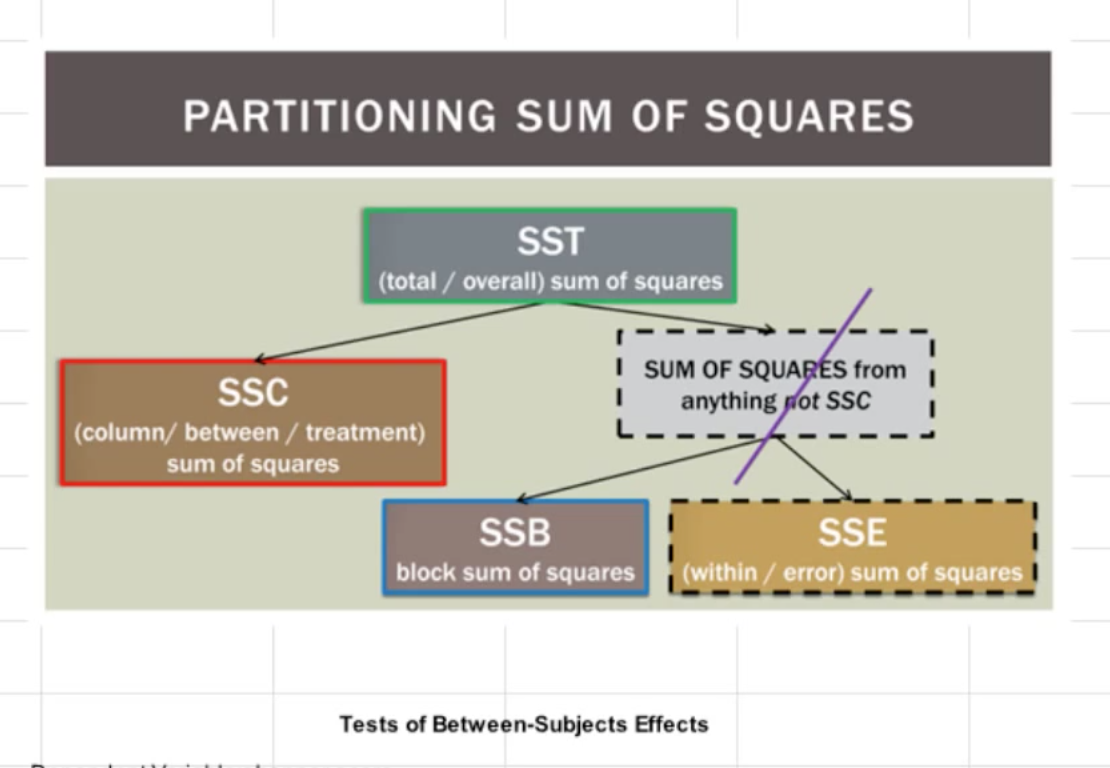 PARTITIONING SUM OF SQUARES
SST
(total / overall) sum of squares
SUM OF SQUARES from
anything not SSC
SSC
(column/ between / treatment)
sum of squares
SSB
block sum of squares
SSE
(within / error) sum of squares
Tests of Between-Subjects Effects